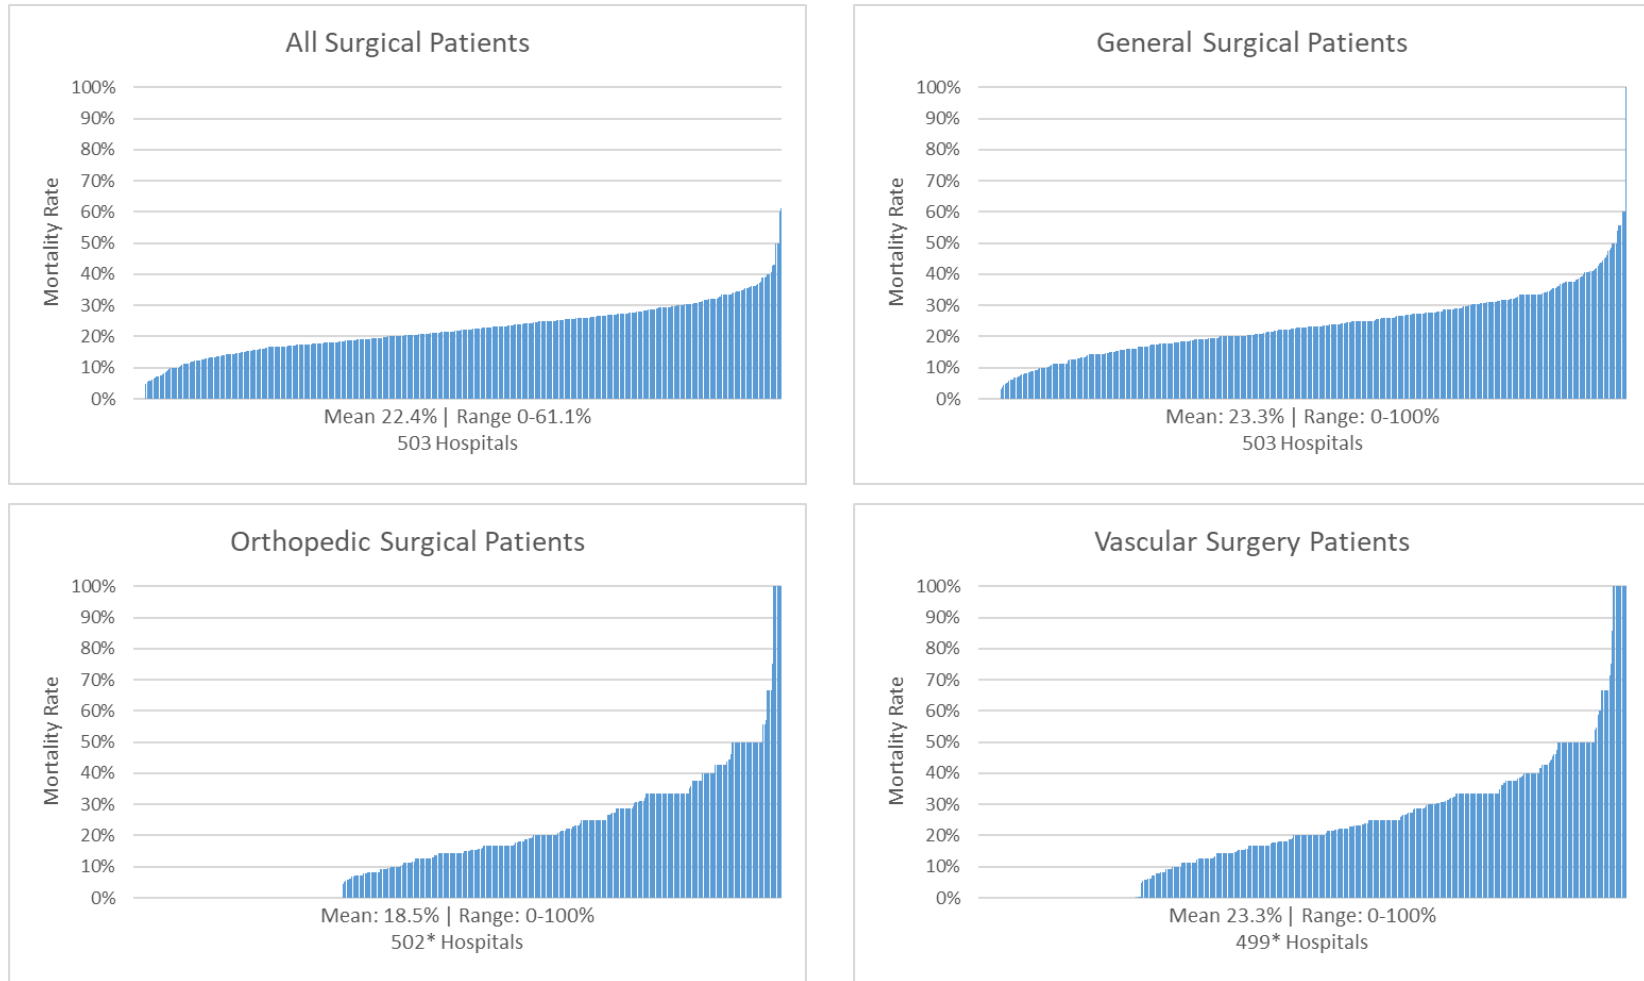 All Surgical Patients
100%
90%
80%
70%
60%
50%
40%
30%
20%
10%
0%
Mortality Rate
Mean 22.4% | Range 0-61.1%
503 Hospitals
General Surgical Patients
100%
90%
80%
70%
60%
50%
40%
30%
20%
10%
0%
Mortality Rate
Mean: 23.3% | Range: 0-100%
503 Hospitals
Orthopedic Surgical Patients
100%
90%
80%
70%
60%
50%
40%
30%
20%
10%
0%
Mortality Rate
Mean: 18.5% | Range: 0-100%
502* Hospitals
Vascular Surgery Patients
100%
90%
80%
70%
60%
50%
40%
30%
20%
10%
0%
Mortality Rate
Mean 23.3% | Range: 0-100%
499* Hospitals